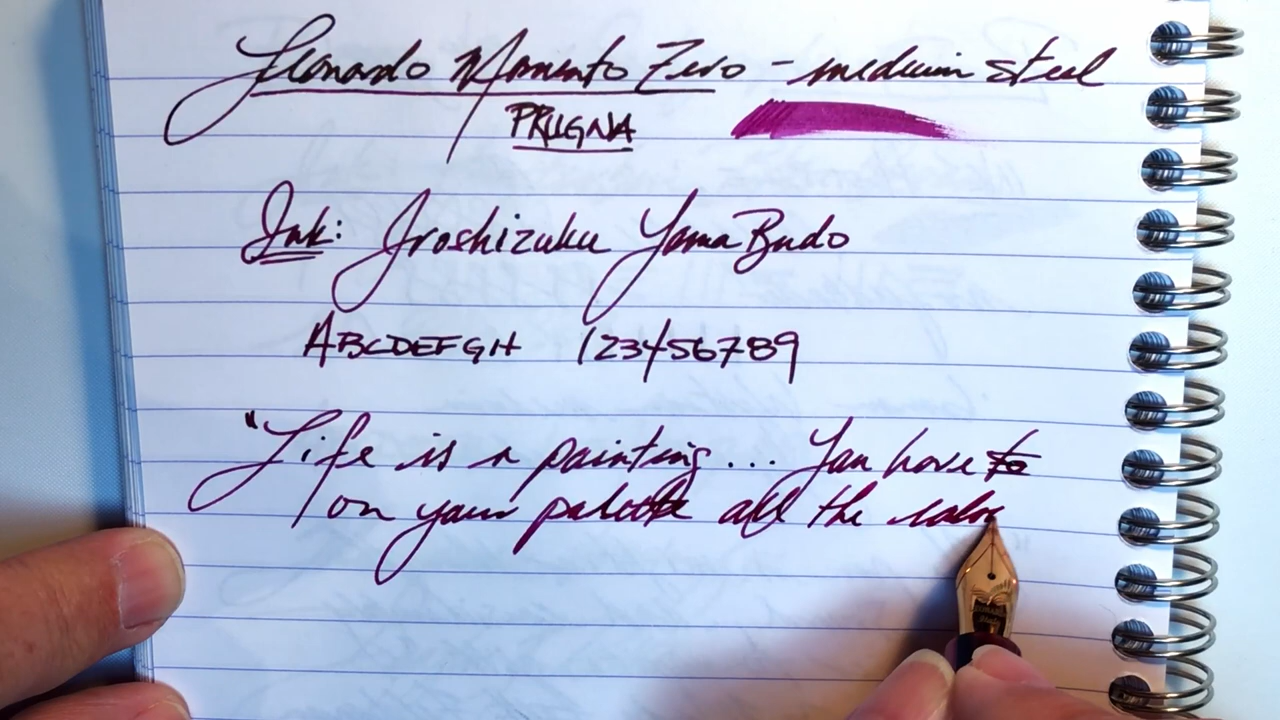 Leonardo Momento Zero - medium steel
PRUGNA
Ink: Iroshizuku Yama Budo
ABCDEFGH 123456789
"Life is a painting... You have to
on your palette all the color